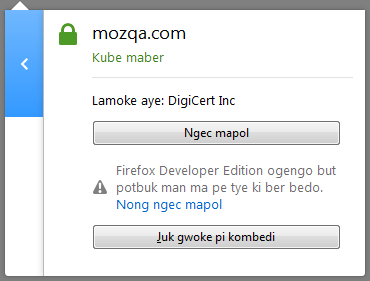 mozqa.com
Kube maber
Lamoke aye: DigiCert Inc
Ngec mapol
Firefox Developer Edition ogengo but
potbuk man ma pe tye ki ber bedo.
Nong ngec mapol
Juk gwoke pi kombedi